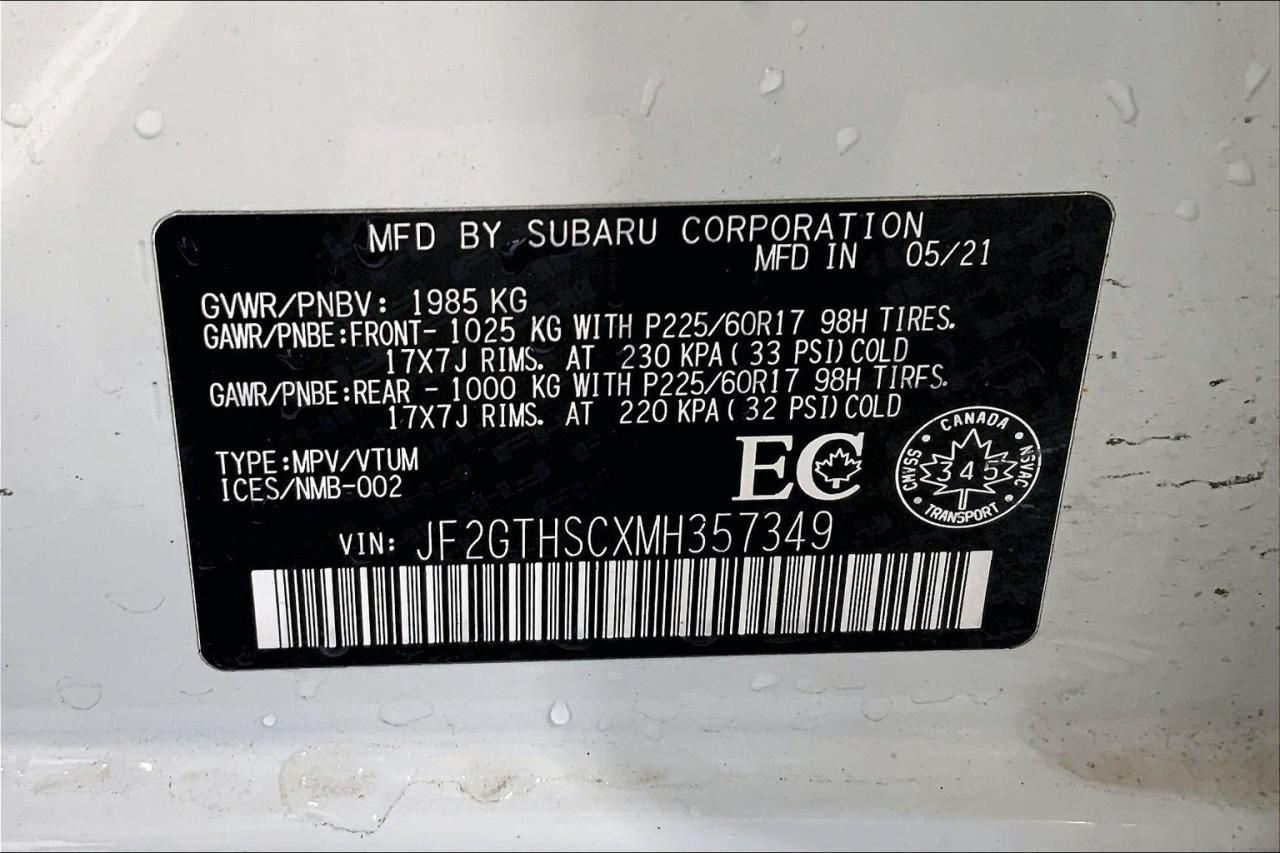 MFD BY SUBARU CORPORATION
MFD IN 05/21
GVWR/PNBV: 1985 KG
GAWR/PNBE:FRONT- 1025 KG WITH P225/60R17 98H TIRES.
17X7J RIMS. AT 230 KPA( 33 PSI)COLD
GAWR/PNBE:REAR - 1000 KG WITH P225/60R17 98H TIRES.
17X7J RIMS. AT 220 KPA( 32 PSI)COLD
TYPE:MPV/VTUM
ICES/NMB-002
EC
CANADA
CMVSS 345 NSVAC
TRANSPORT
VIN: JF2GTHSCXMH357349